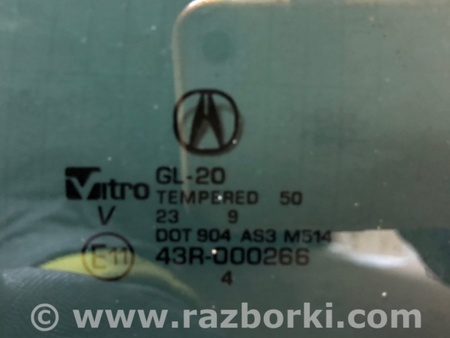 Vitro GL-20
TEMPERED 50
V 23 9
DOT 904 AS3 M514
E11 43R-000266
4
© www.razborki.com